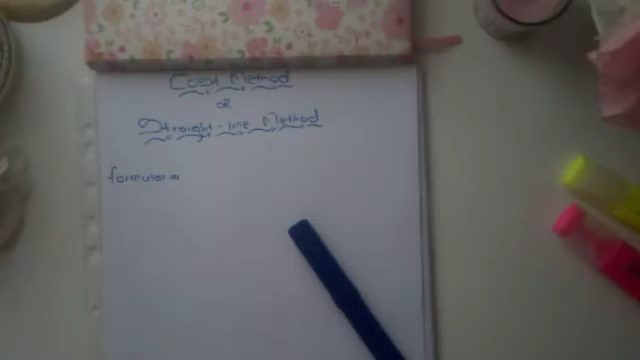 Cost Method
or
Straight-line Method
formula =